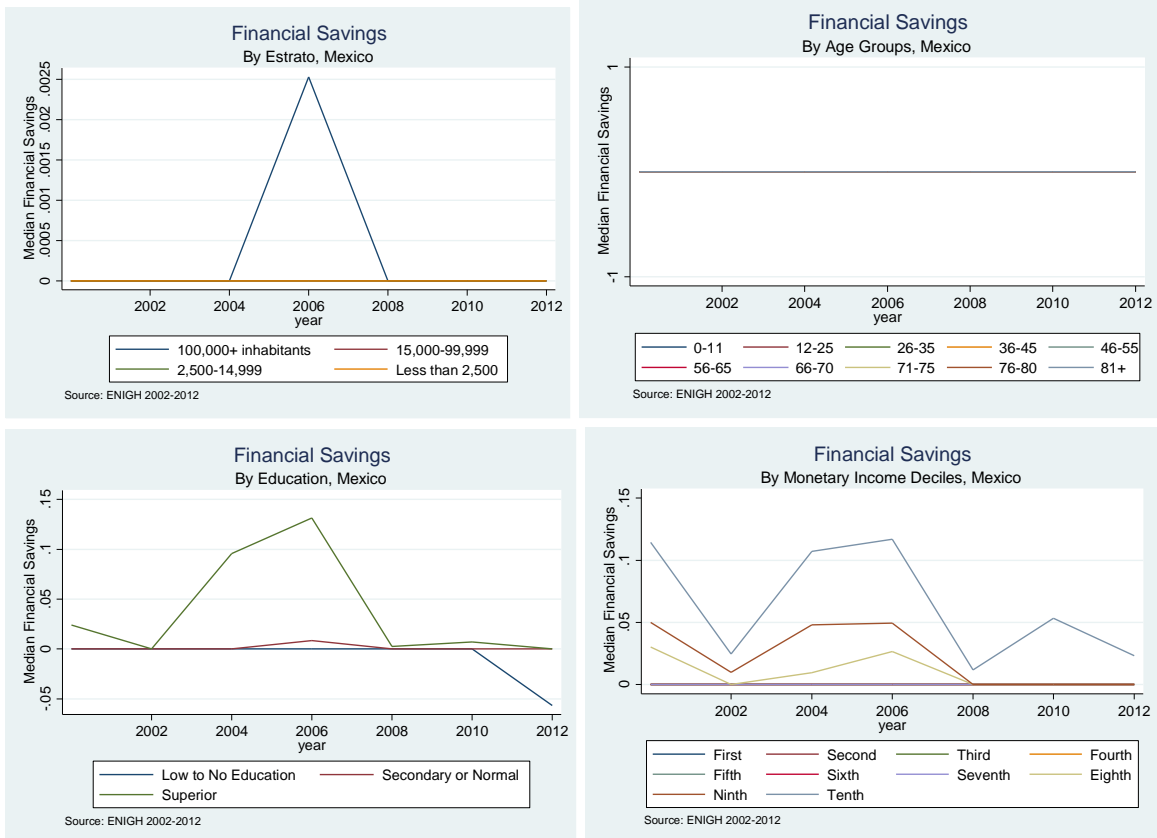 Financial Savings
By Estrato, Mexico
Median Financial Savings
.0025
.002
.0015
.001
.0005
0
2002 2004 2006 2008 2010 2012
year
100,000+ inhabitants 15,000-99,999
2,500-14,999 Less than 2,500
Source: ENIGH 2002-2012
Financial Savings
By Age Groups, Mexico
Median Financial Savings
1
-1
2002 2004 2006 2008 2010 2012
year
0-11 12-25 26-35 36-45 46-55
56-65 66-70 71-75 76-80 81+
Source: ENIGH 2002-2012
Financial Savings
By Education, Mexico
Median Financial Savings
.15
.1
.05
0
-.05
2002 2004 2006 2008 2010 2012
year
Low to No Education Secondary or Normal
Superior
Source: ENIGH 2002-2012
Financial Savings
By Monetary Income Deciles, Mexico
Median Financial Savings
.15
.1
.05
0
2002 2004 2006 2008 2010 2012
year
First Second Third Fourth
Fifth Sixth Seventh Eighth
Ninth Tenth
Source: ENIGH 2002-2012